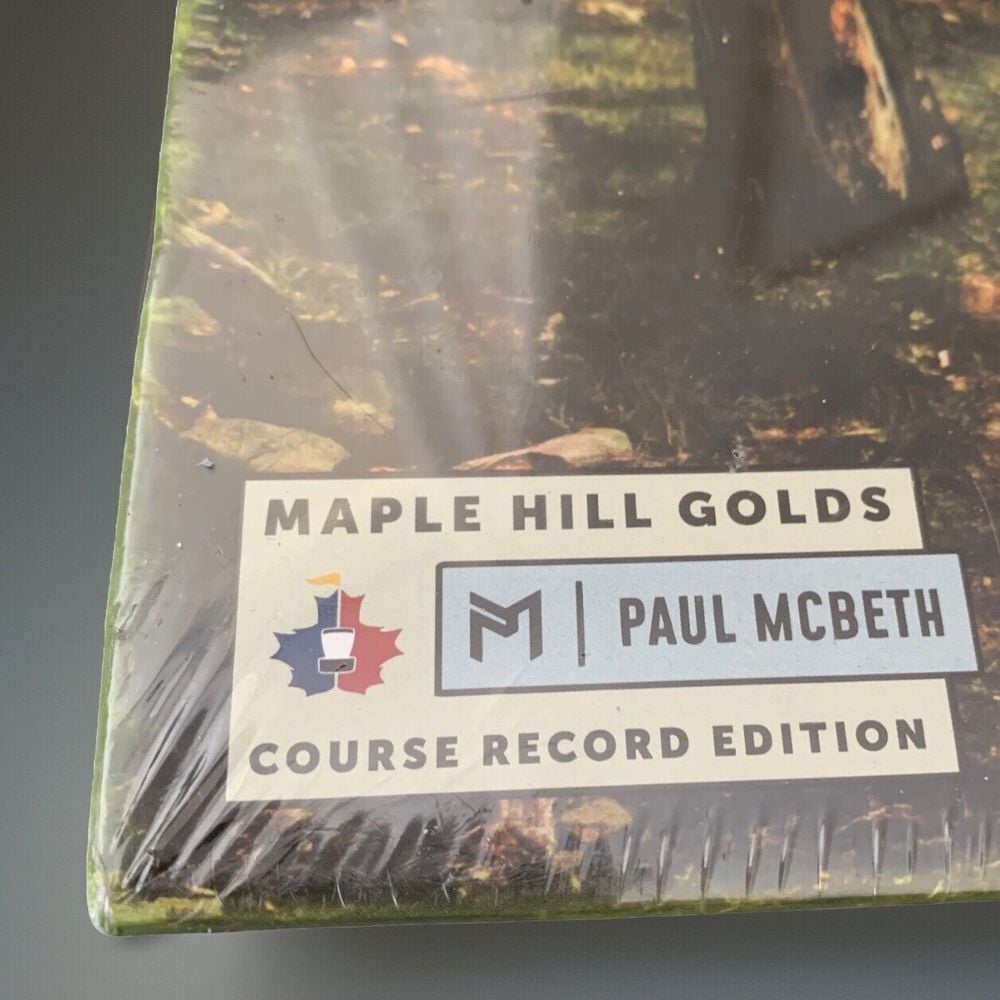 MAPLE HILL GOLDS
PAUL MCBETH
COURSE RECORD EDITION